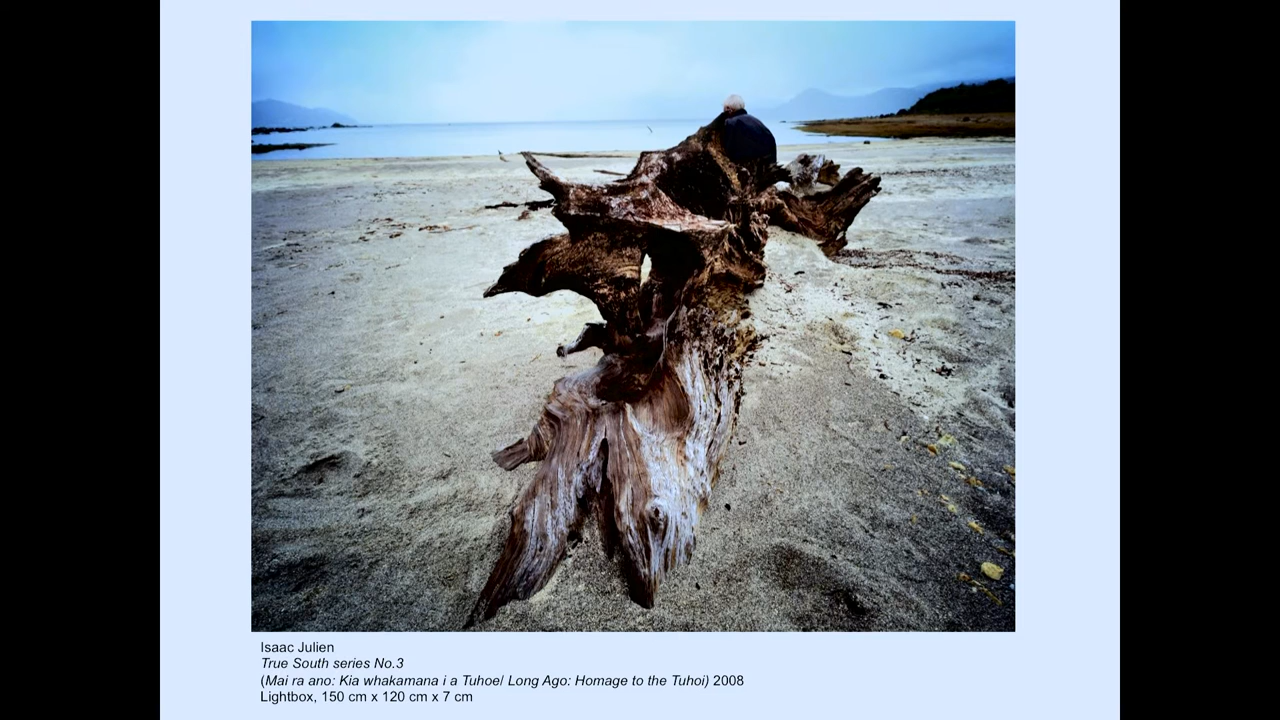 Isaac Julien
True South series No.3
(Mai ra ano: Kia whakamana i a Tuhoe/ Long Ago: Homage to the Tuhoi) 2008
Lightbox, 150 cm x 120 cm x 7 cm